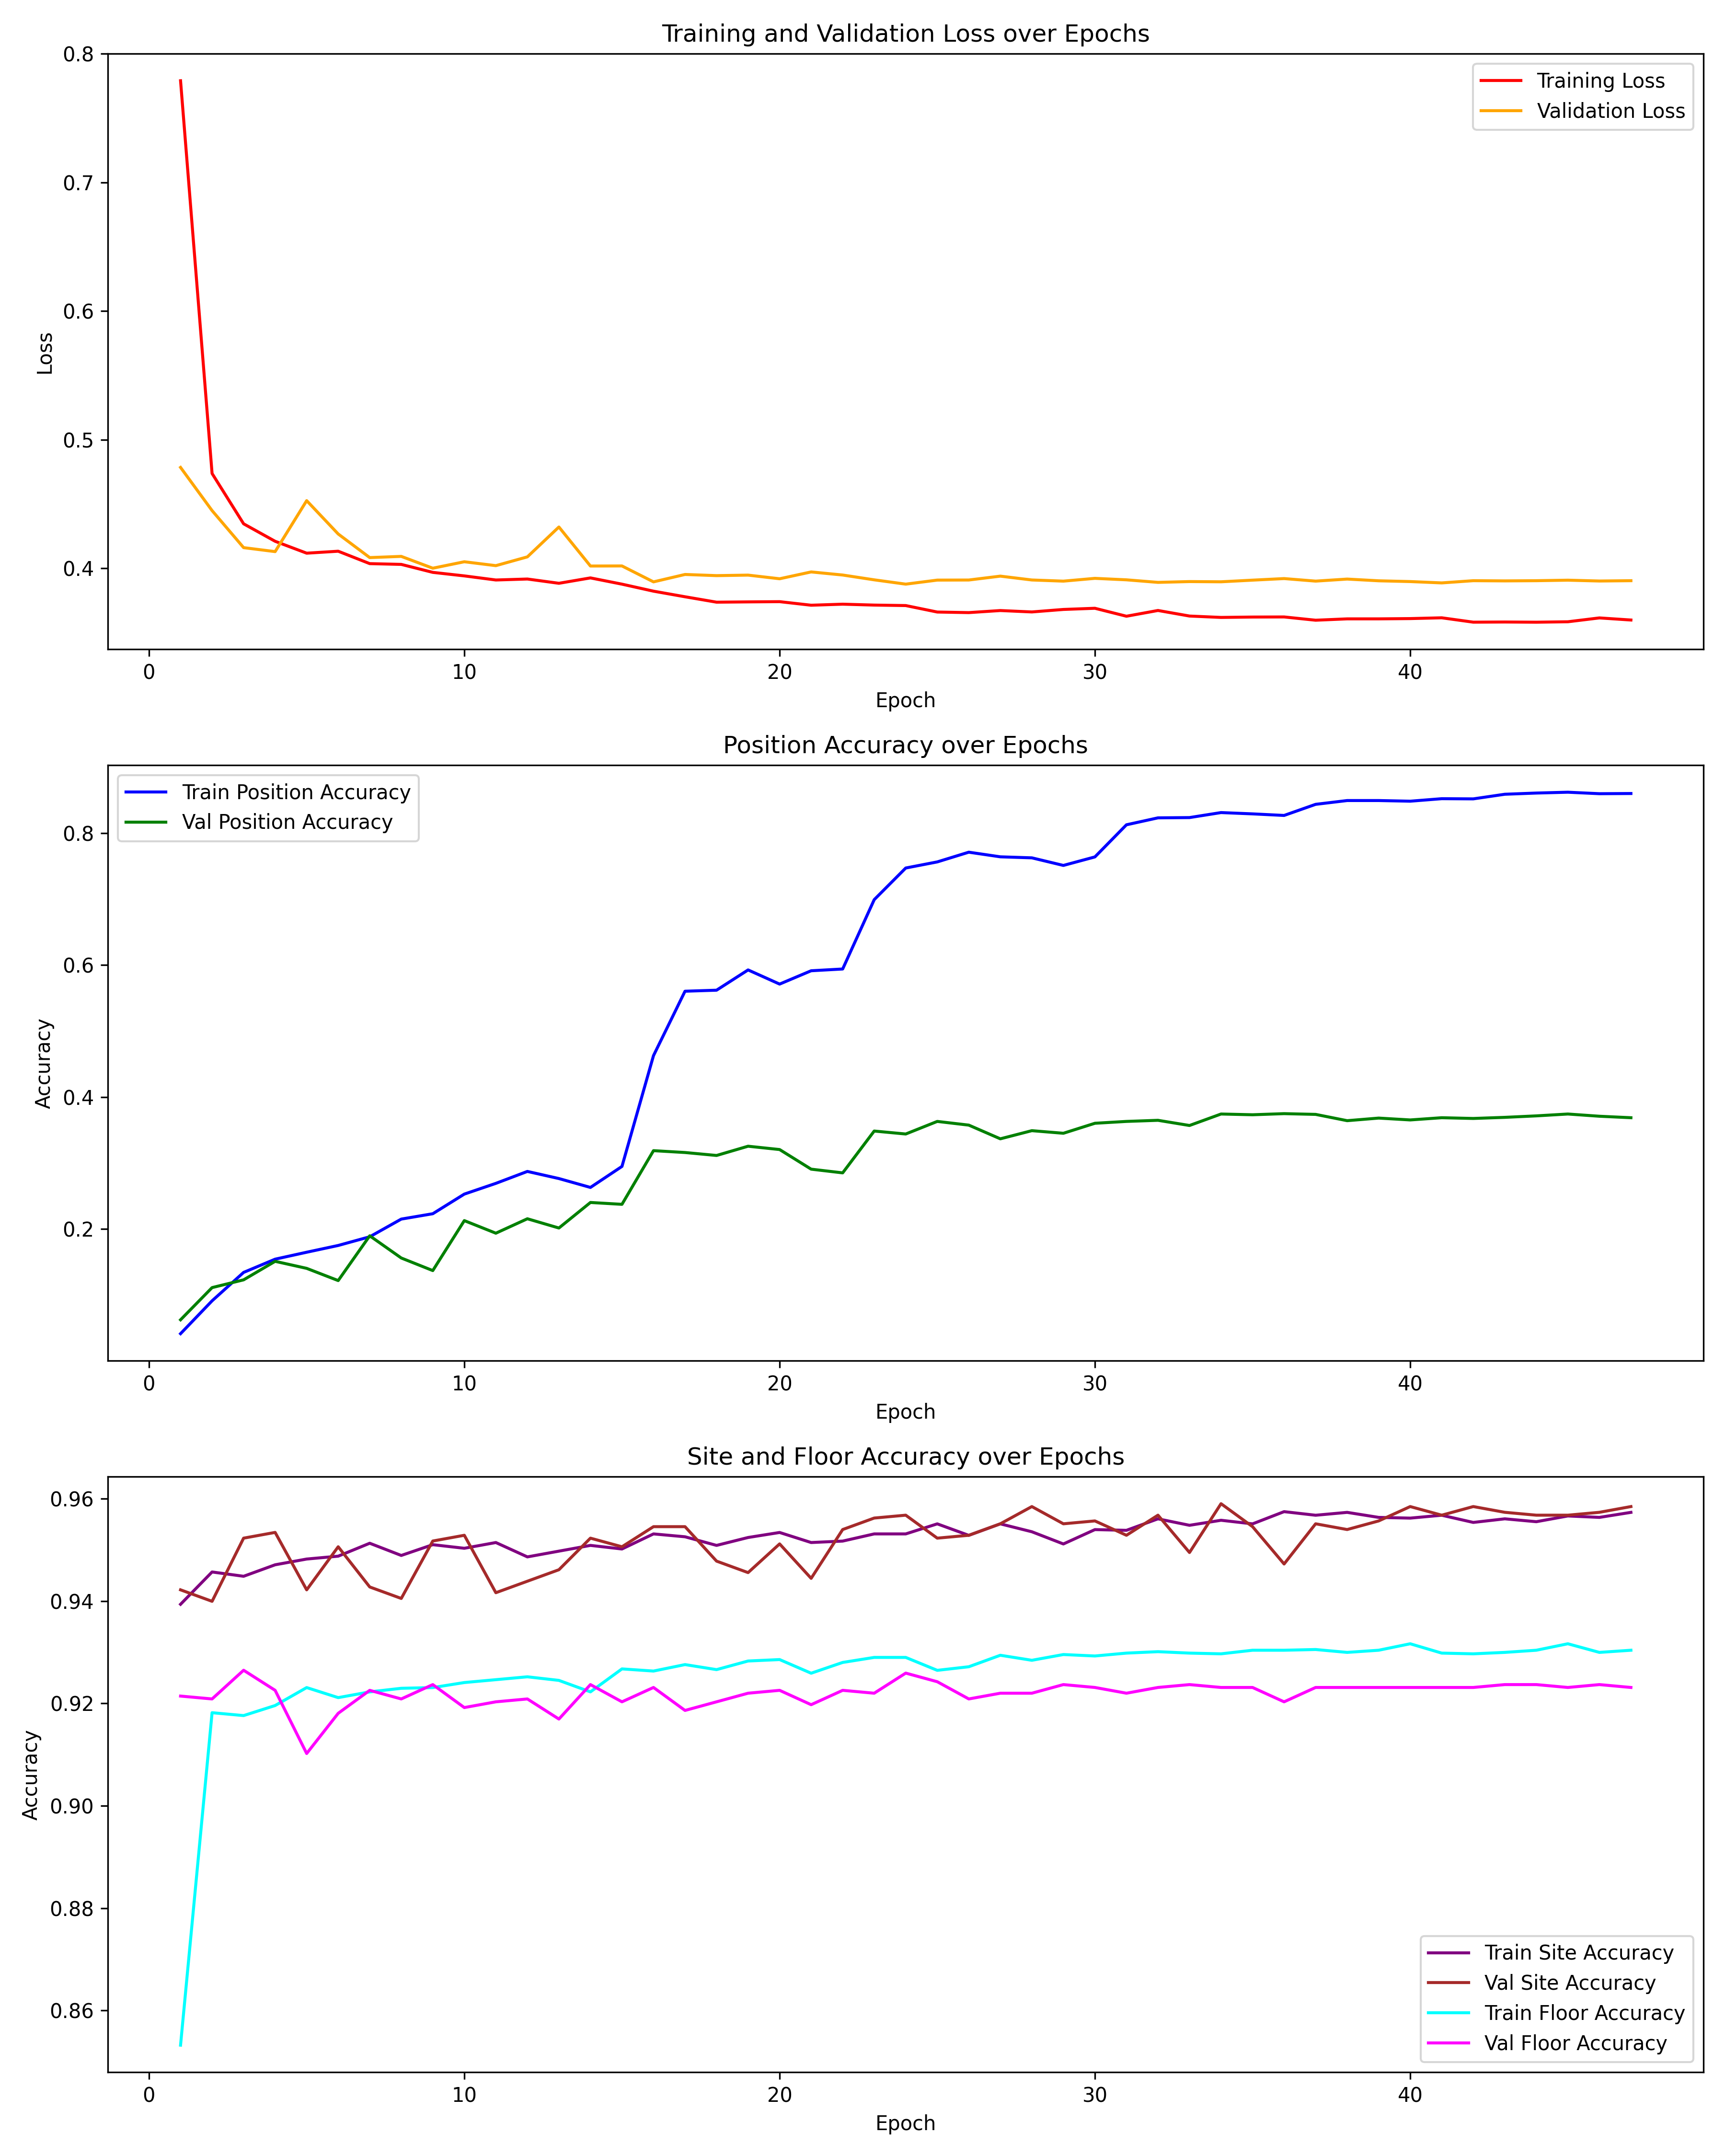 Training and Validation Loss over Epochs
0.8
0.7
0.6
0.5
0.4
Loss
Training Loss
Validation Loss
0 10 20 30 40
Epoch
Position Accuracy over Epochs
Train Position Accuracy
Val Position Accuracy
0.8
0.6
0.4
0.2
Accuracy
0 10 20 30 40
Epoch
Site and Floor Accuracy over Epochs
0.96
0.94
0.92
0.90
0.88
0.86
Accuracy
Train Site Accuracy
Val Site Accuracy
Train Floor Accuracy
Val Floor Accuracy
0 10 20 30 40
Epoch